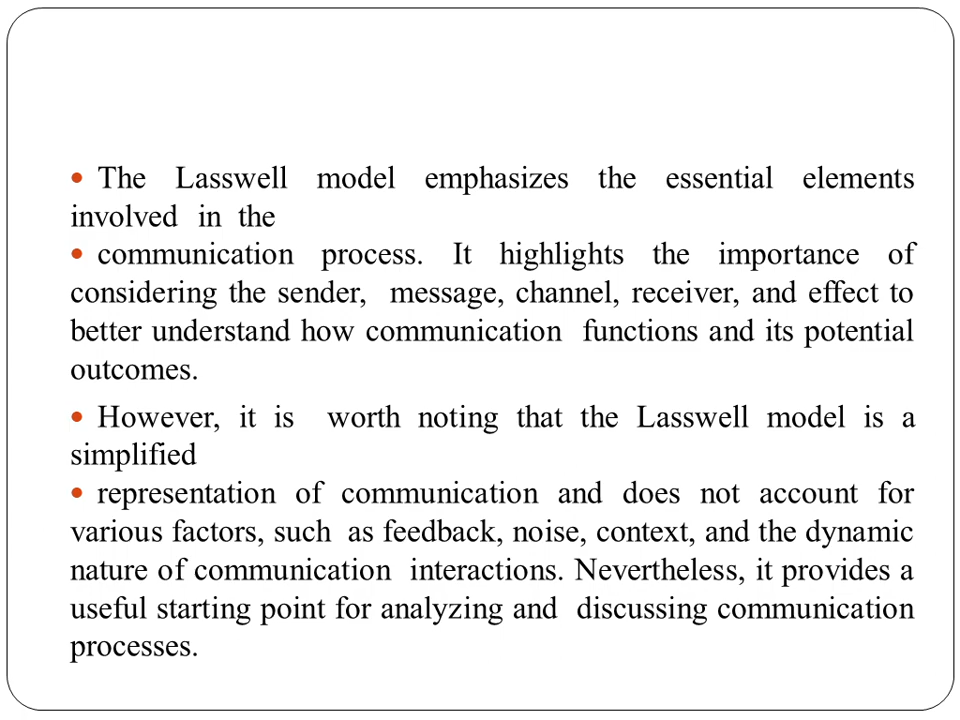 • The Lasswell model emphasizes the essential elements
involved in the
• communication process. It highlights the importance of
considering the sender, message, channel, receiver, and effect to
better understand how communication functions and its potential
outcomes.
• However, it is worth noting that the Lasswell model is a
simplified
• representation of communication and does not account for
various factors, such as feedback, noise, context, and the dynamic
nature of communication interactions. Nevertheless, it provides a
useful starting point for analyzing and discussing communication
processes.